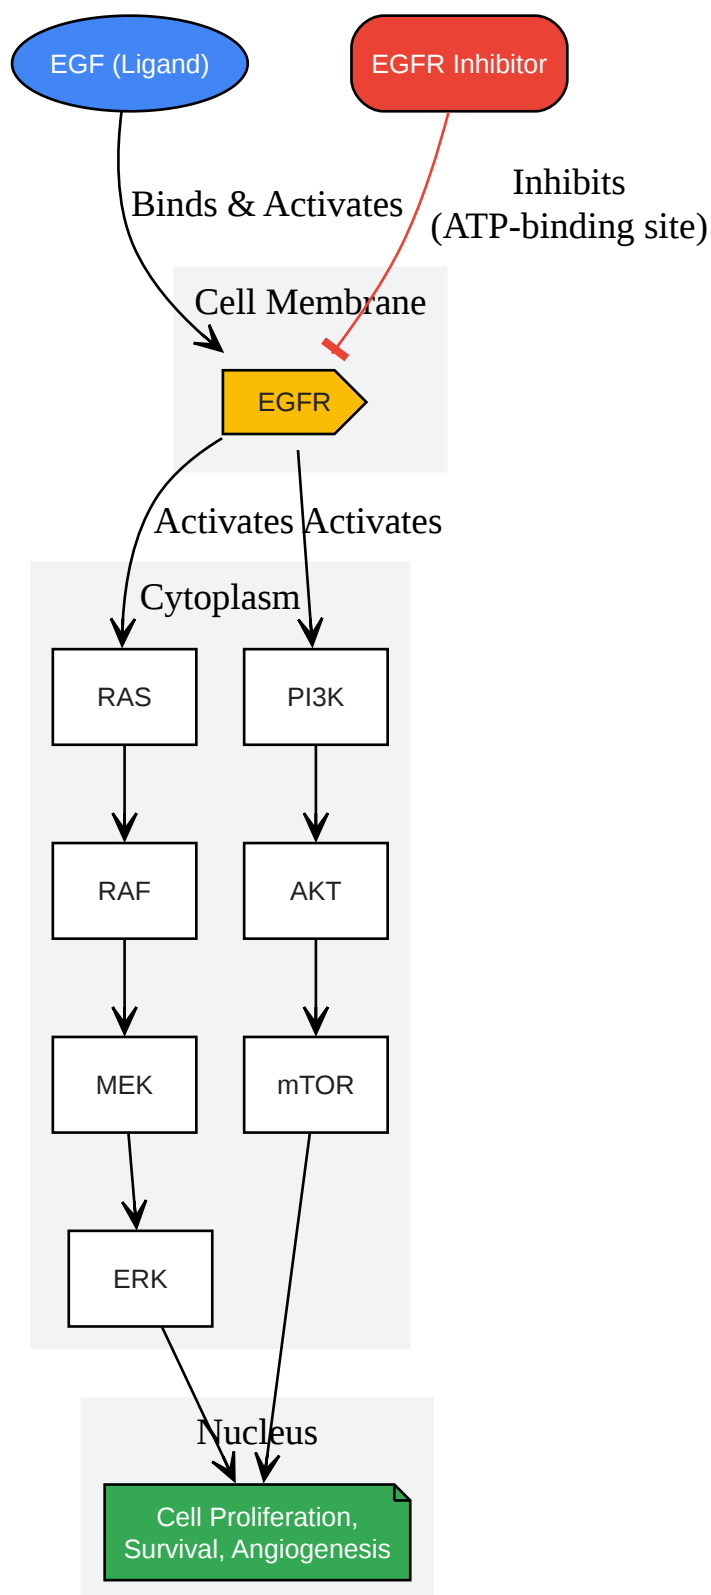 EGF (Ligand)
EGFR Inhibitor
Binds & Activates
Inhibits
(ATP-binding site)
Cell Membrane
EGFR
Activates
Activates
Cytoplasm
RAS
PI3K
RAF
AKT
MEK
mTOR
ERK
Nucleus
Cell Proliferation,
Survival, Angiogenesis